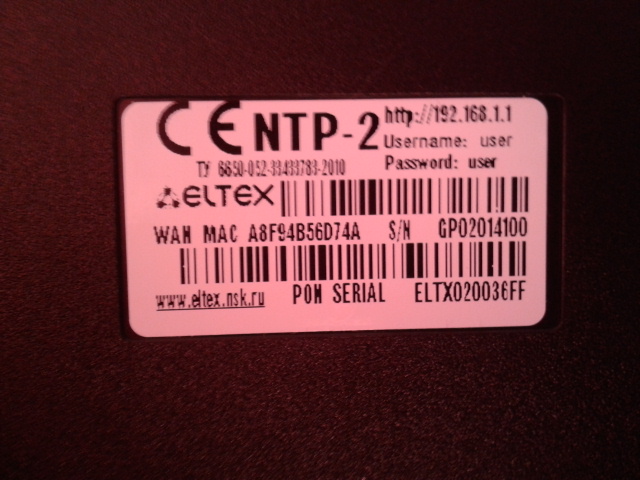 CE NTP-2 http://192.168.1.1
Username: user
Password: user
ТУ 6650-052-33433783-2010
ELTEX
WAN MAC A8F94B56D74A S/N GP02014100
www.eltex.nsk.ru PON SERIAL ELTX020036FF